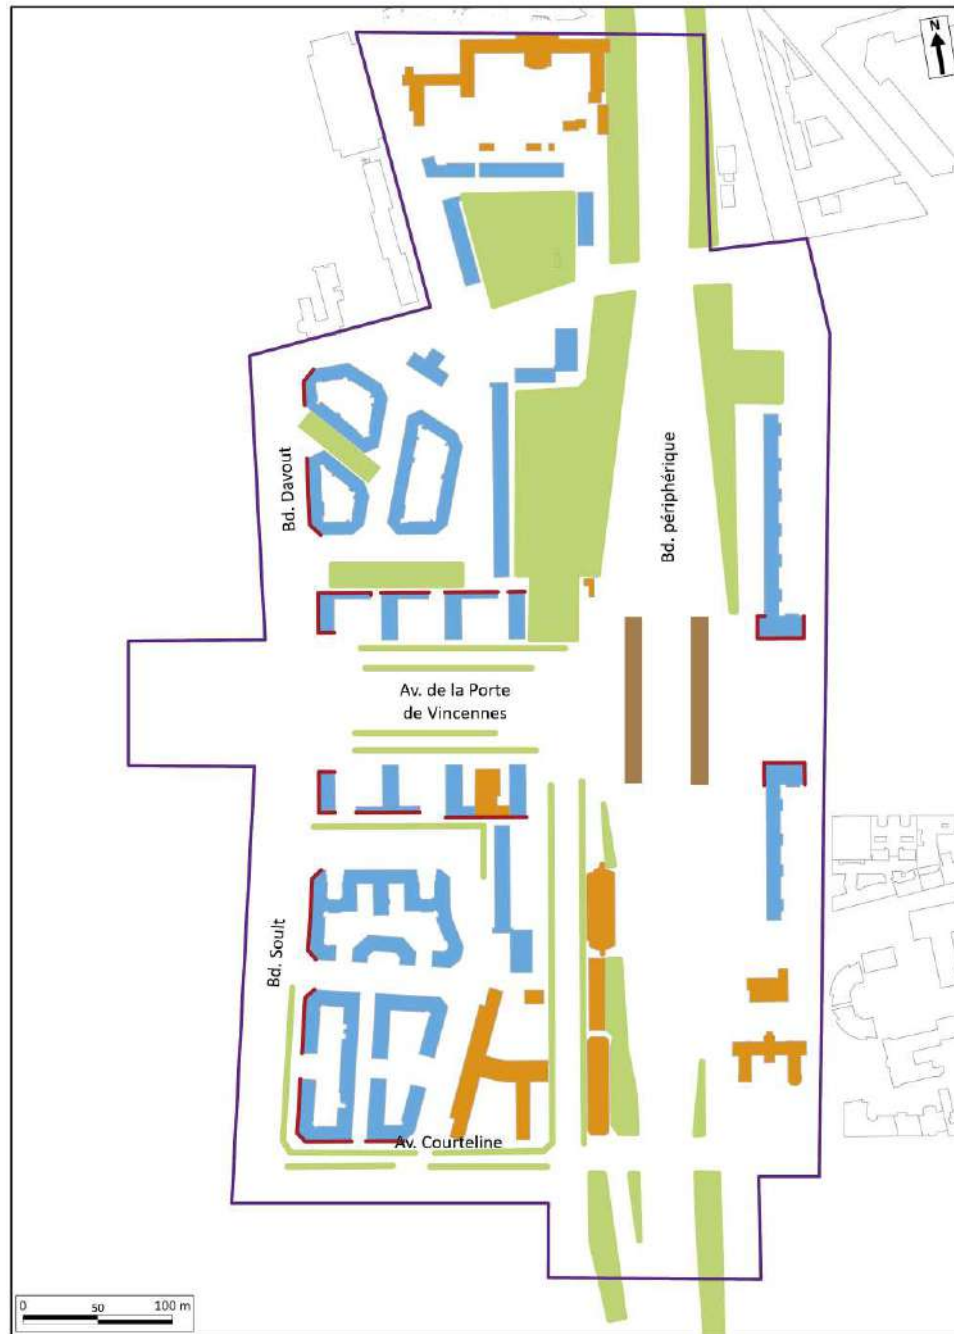 N
Bd. Davout
Bd. périphérique
Av. de la Porte
de Vincennes
Bd. Soult
Av. Courteline
0 50 100 m